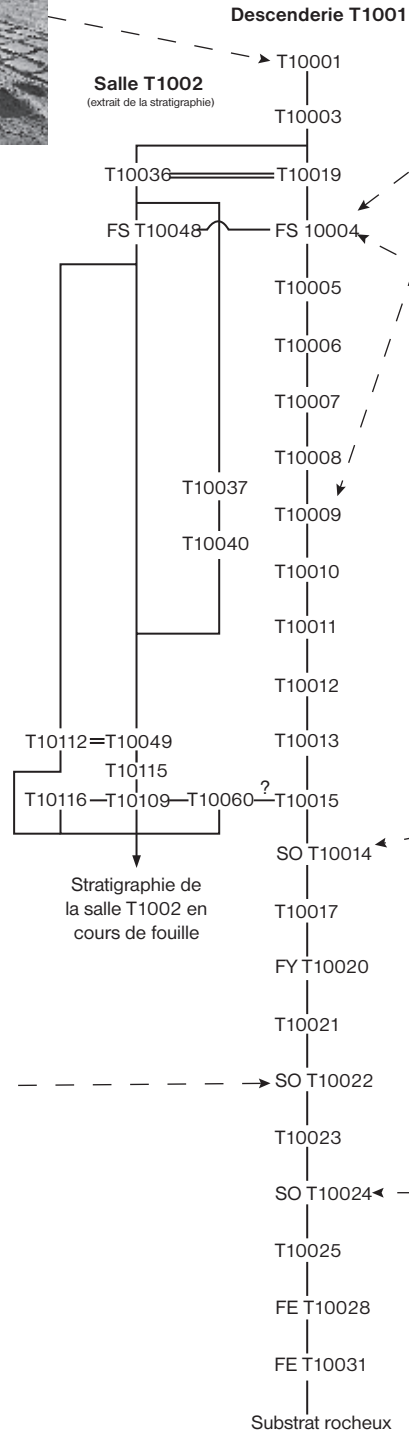 Descenderie T1001
T10001
Salle T1002
(extrait de la stratigraphie)
T10003
T10036 T10019
FS T10048 FS 10004
T10005
T10006
T10007
T10008
T10037
T10009
T10040
T10010
T10011
T10012
T10112 T10049 T10013
T10115
?
T10116 T10109 T10060 T10015
SO T10014
Stratigraphie de
la salle T1002 en
cours de fouille
T10017
FY T10020
T10021
SO T10022
T10023
SO T10024
T10025
FE T10028
FE T10031
Substrat rocheux